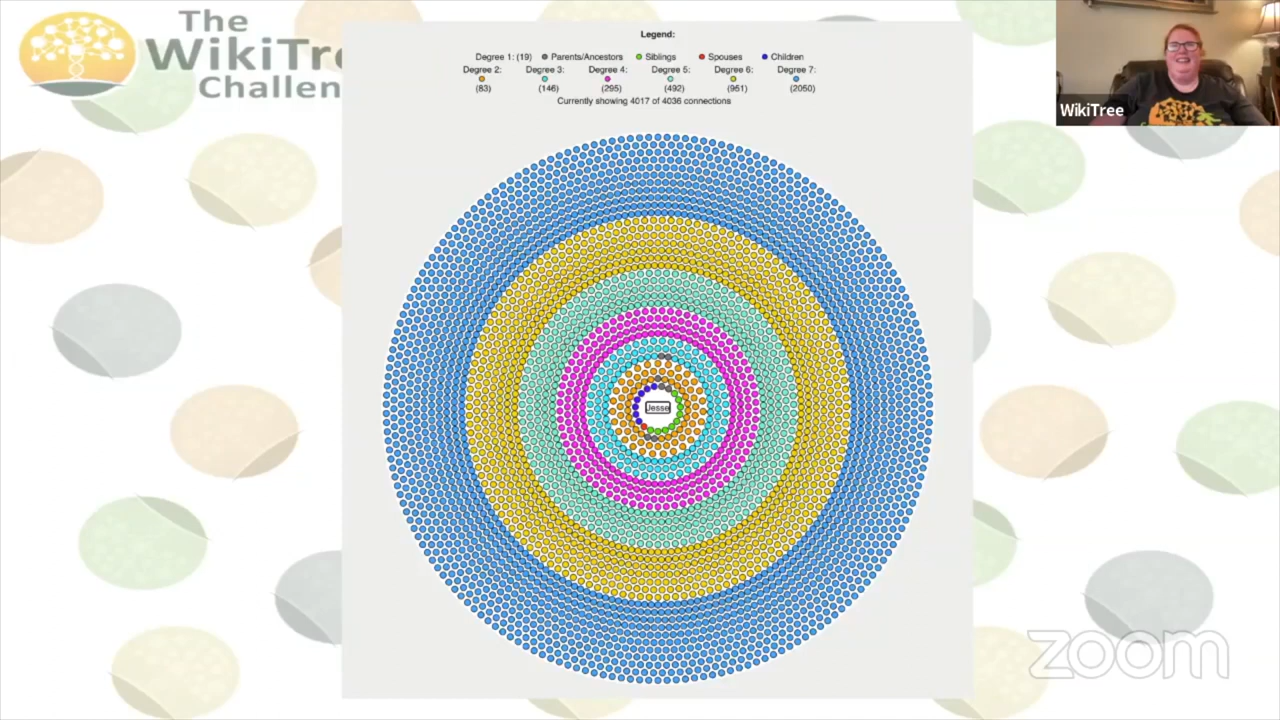 The
WikiTr
Challen
Legend:
Degree 1: (19) Parents/Ancestors Siblings Spouses Children
Degree 2: Degree 3: Degree 4: Degree 5: Degree 6: Degree 7:
(83) (146) (295) (492) (951) (2050)
Currently showing 4017 of 4036 connections
Jesse
WikiTree
zoom